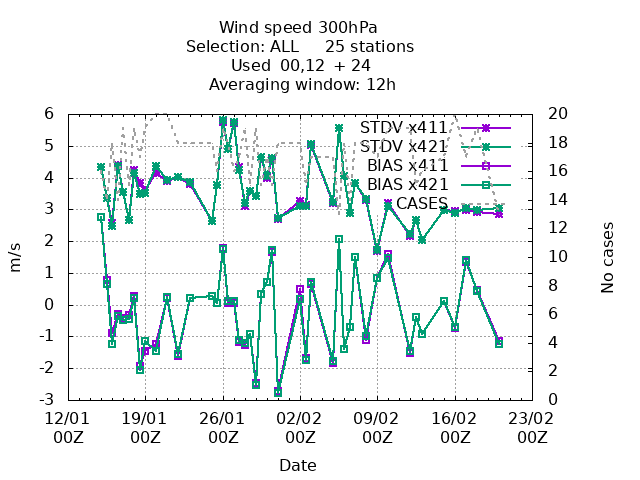 Wind speed 300hPa
Selection: ALL 25 stations
Used 00,12 + 24
Averaging window: 12h
6
5
4
3
2
1
0
-1
-2
-3
m/s
20
18
16
14
12
10
8
6
4
2
0
No cases
STDV x411
STDV x421
BIAS x411
BIAS x421
CASES
12/01 19/01 26/01 02/02 09/02 16/02 23/02
00Z 00Z 00Z 00Z 00Z 00Z 00Z
Date